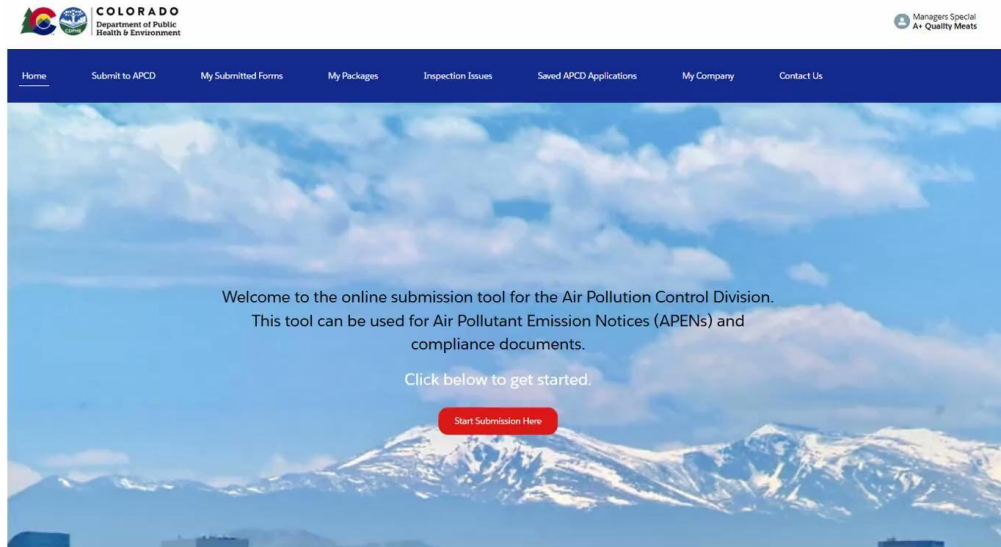 COLORADO
Department of Public
Health & Environment
CDPHE
Managers Special
A+ Quality Meats
Home
Submit to APCD
My Submitted Forms
My Packages
Inspection Issues
Saved APCD Applications
My Company
Contact Us
Welcome to the online submission tool for the Air Pollution Control Division.
This tool can be used for Air Pollutant Emission Notices (APENs) and
compliance documents.
Click below to get started.
Start Submission Here